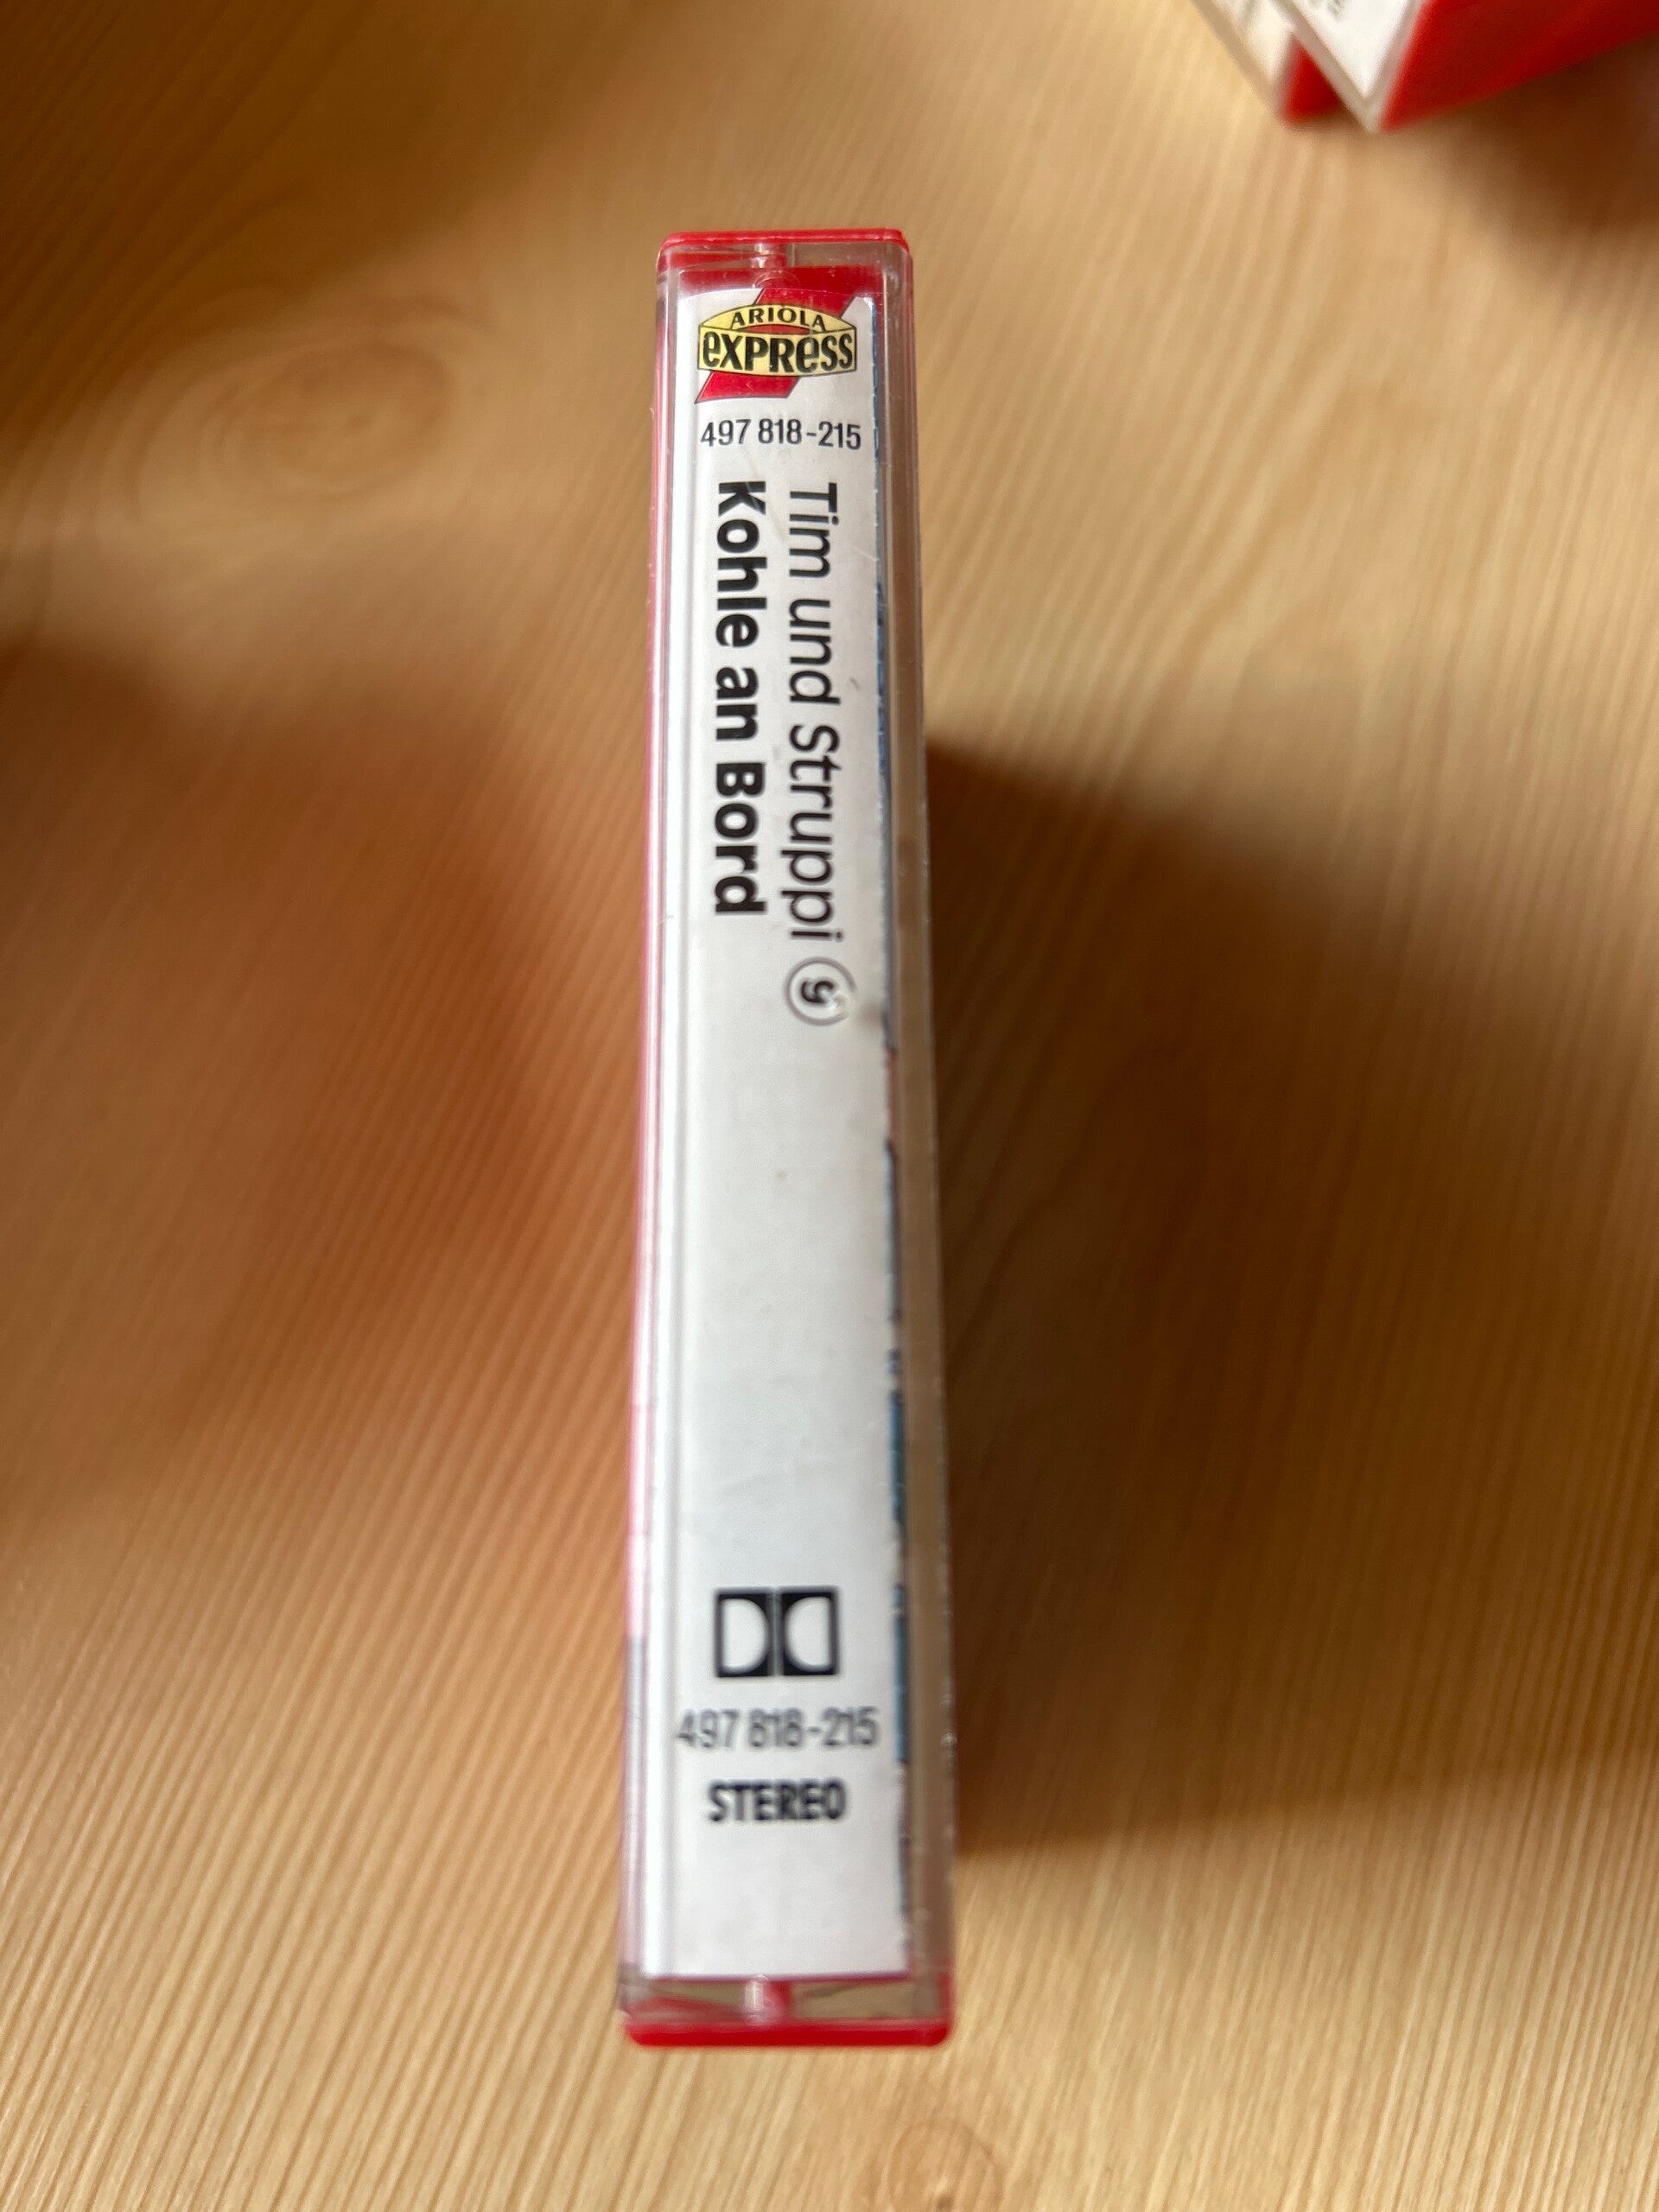 ARIOLA
eXPRESS
497 818-215
Tim und Struppi 9
Kohle an Bord
497 818-215
STEREO